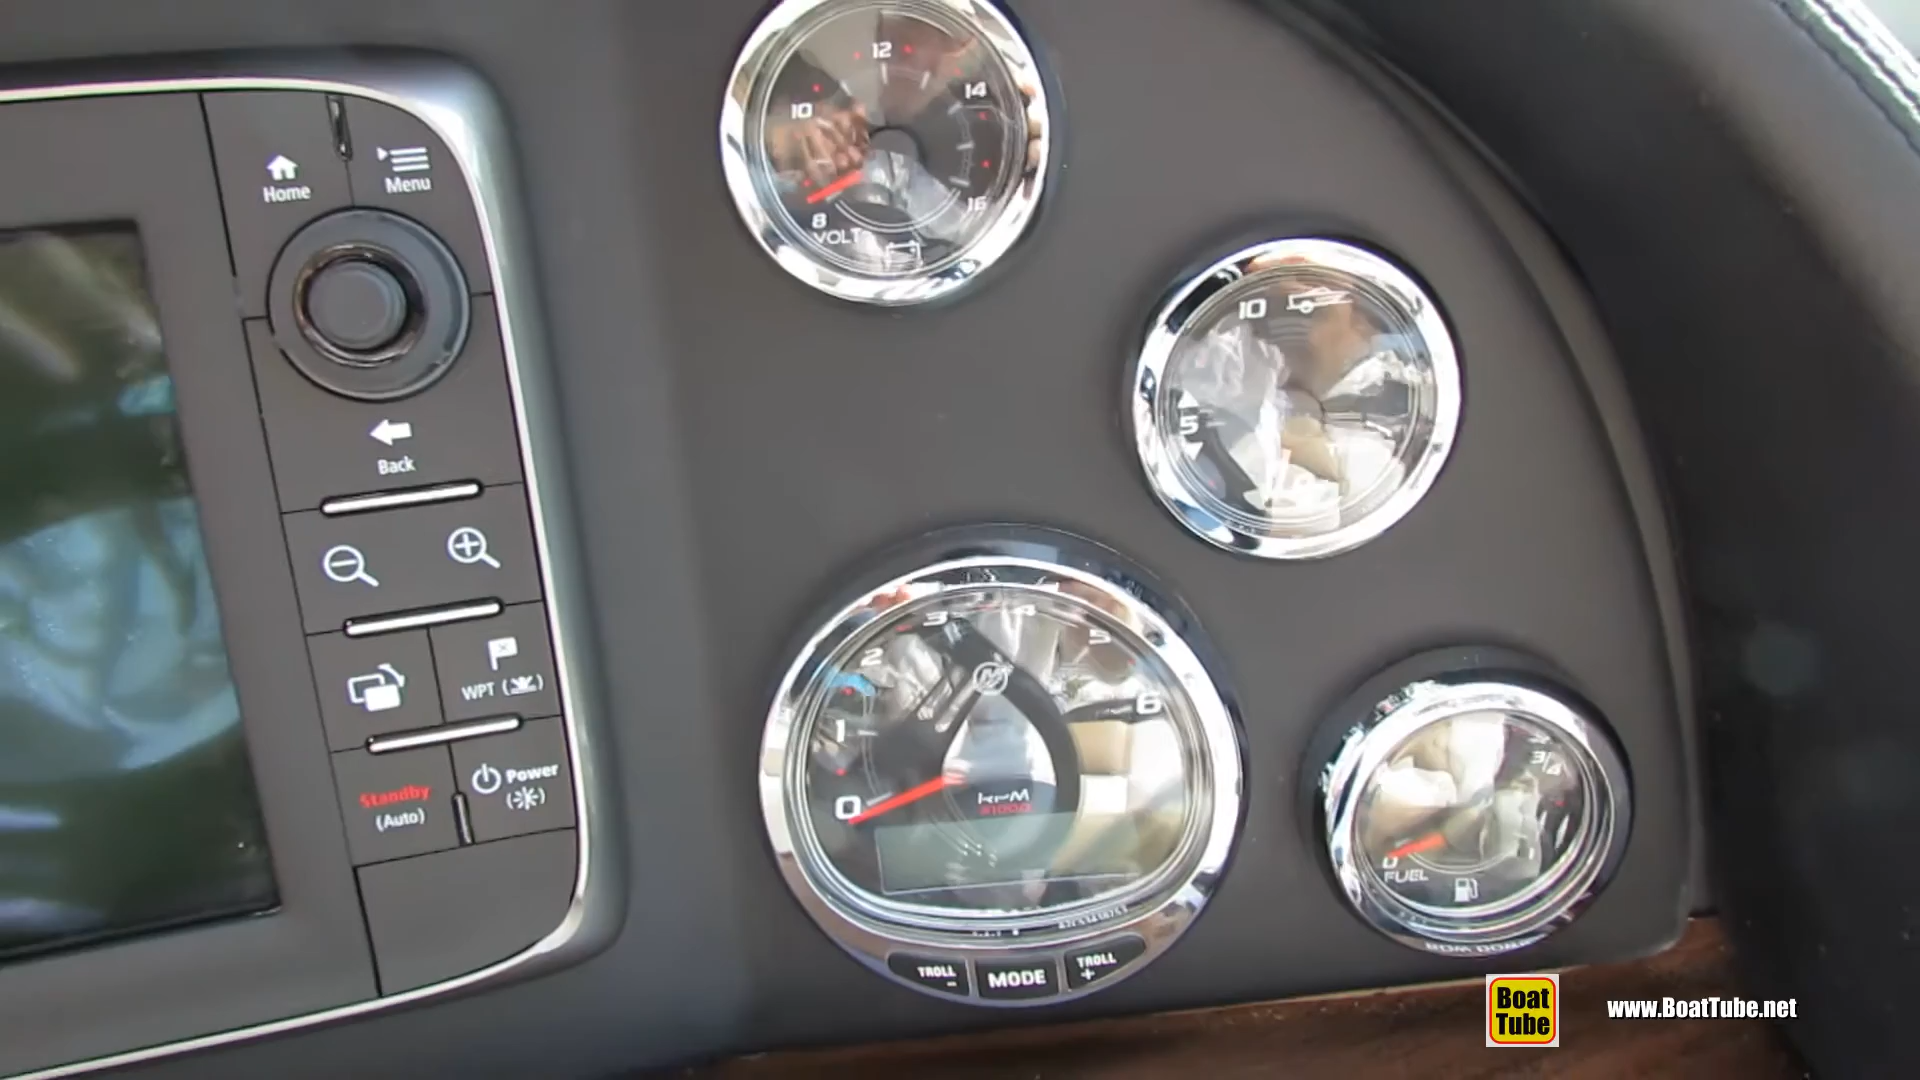 Home
Menu
Back
WPT
Standby
(Auto)
Power
8
10
12
14
16
VOLTS
10
5
0
1
2
3
4
5
6
RPM
x1000
TROLL
-
MODE
TROLL
+
0
3/4
FUEL
Boat
Tube
www.BoatTube.net